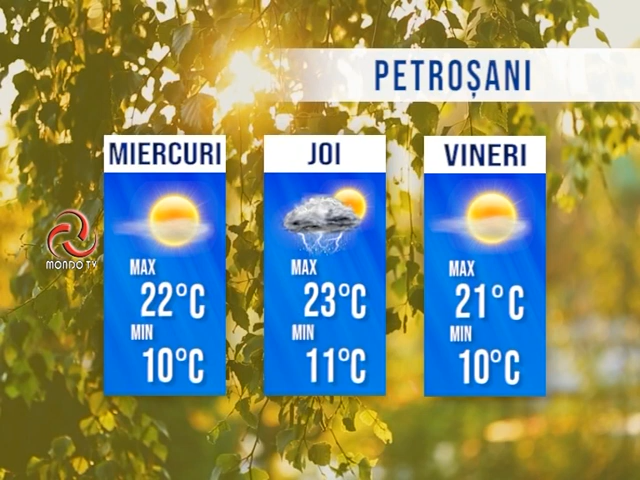 PETROȘANI
MIERCURI
MAX
22°C
MIN
10°C
JOI
MAX
23°C
MIN
11°C
VINERI
MAX
21°C
MIN
10°C
MONDO TV